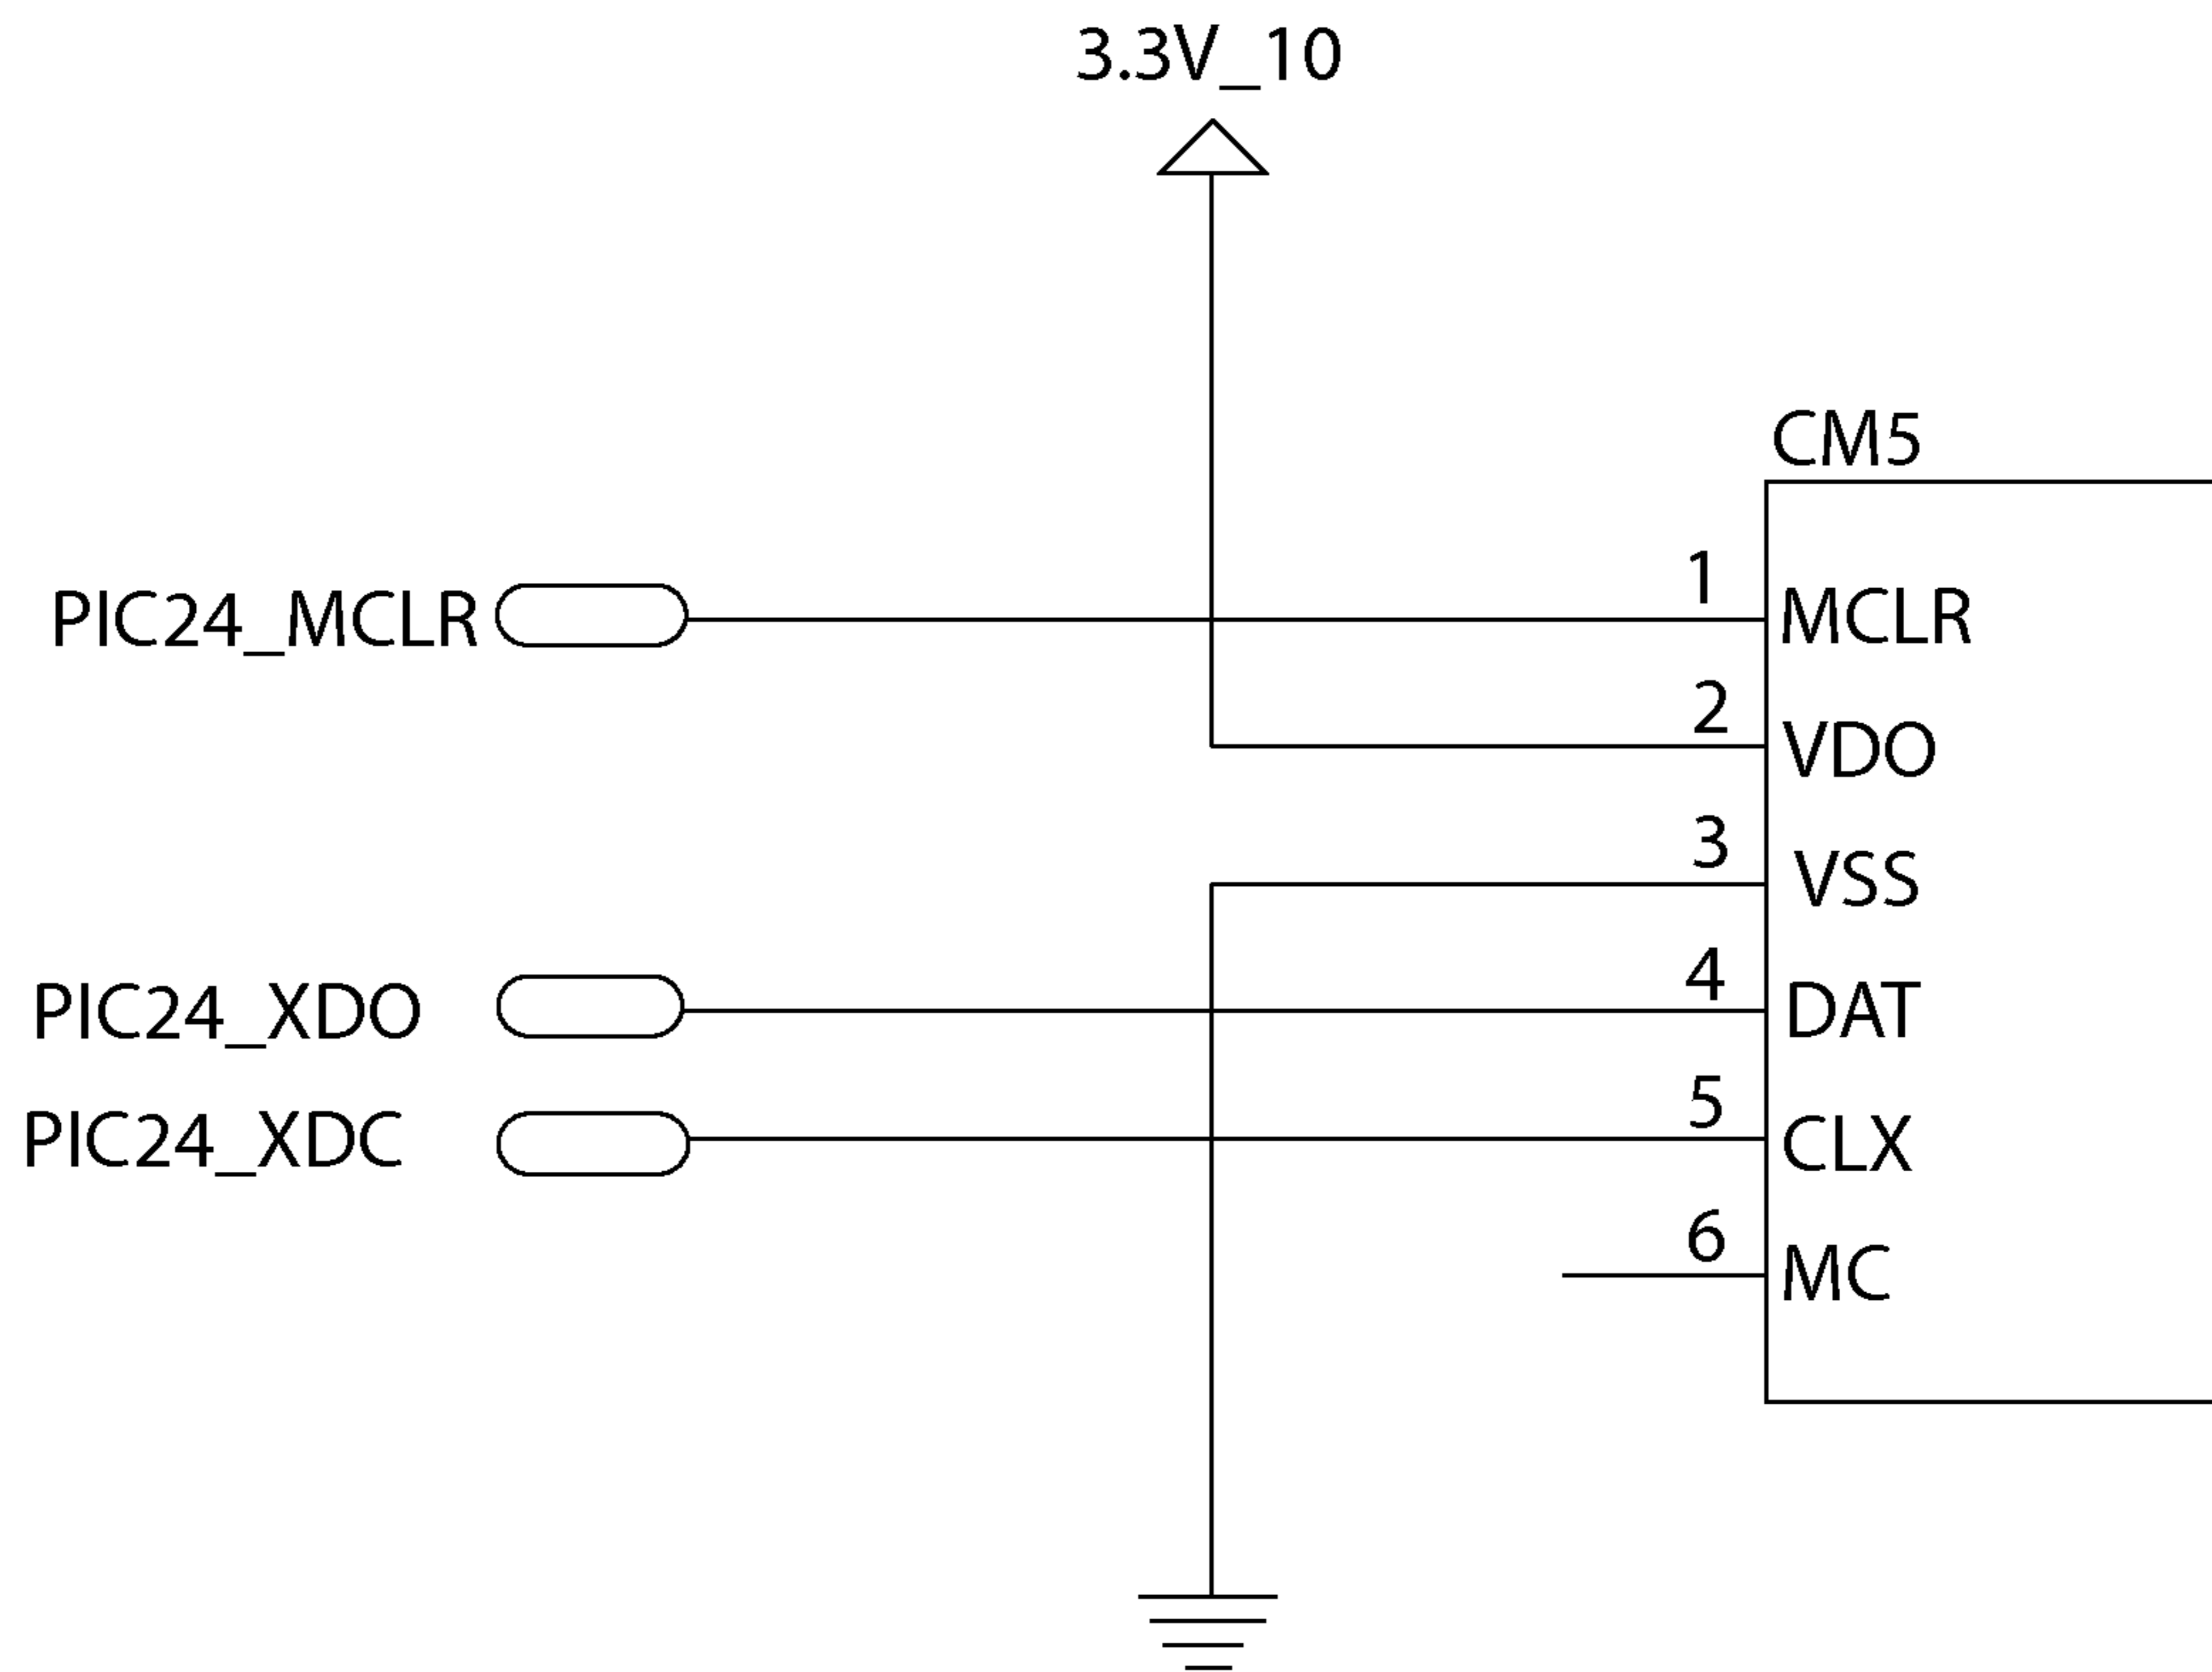 3.3V_10
CM5
1
PIC24_MCLR
MCLR
2
VDO
3
VSS
4
PIC24_XDO
DAT
5
PIC24_XDC
CLX
6
MC